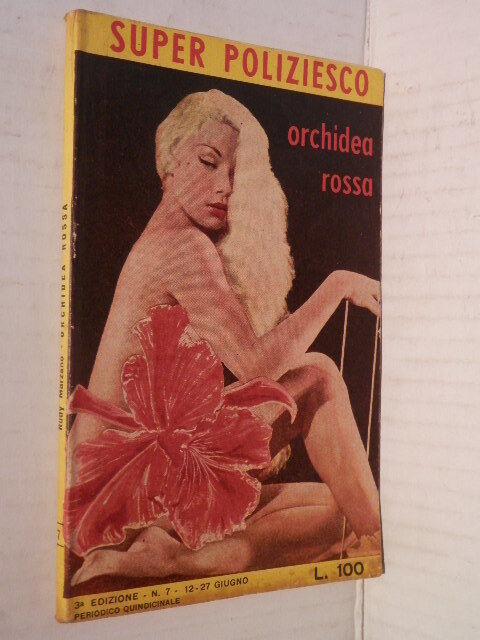 SUPER POLIZIESCO
orchidea
rossa
Rudy Marzano - ORCHIDEA ROSSA
3ª EDIZIONE - N. 7 - 12-27 GIUGNO
PERIODICO QUINDICINALE
L. 100